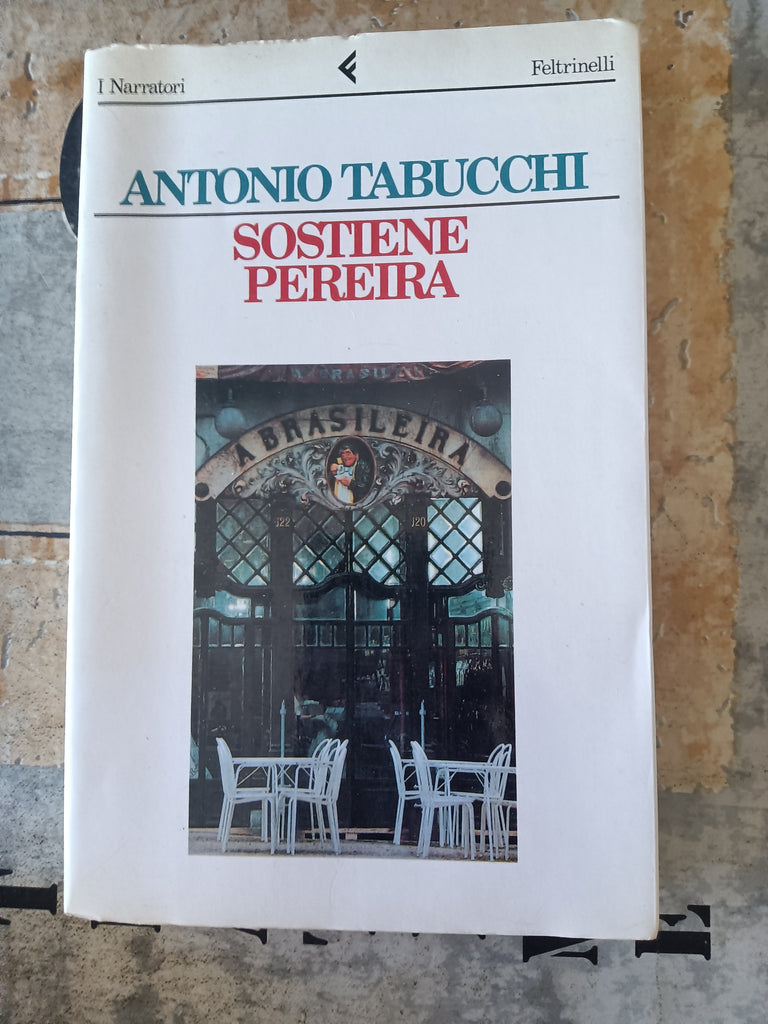 I Narratori
Feltrinelli
ANTONIO TABUCCHI
SOSTIENE
PEREIRA
A BRASILEIRA
122
120